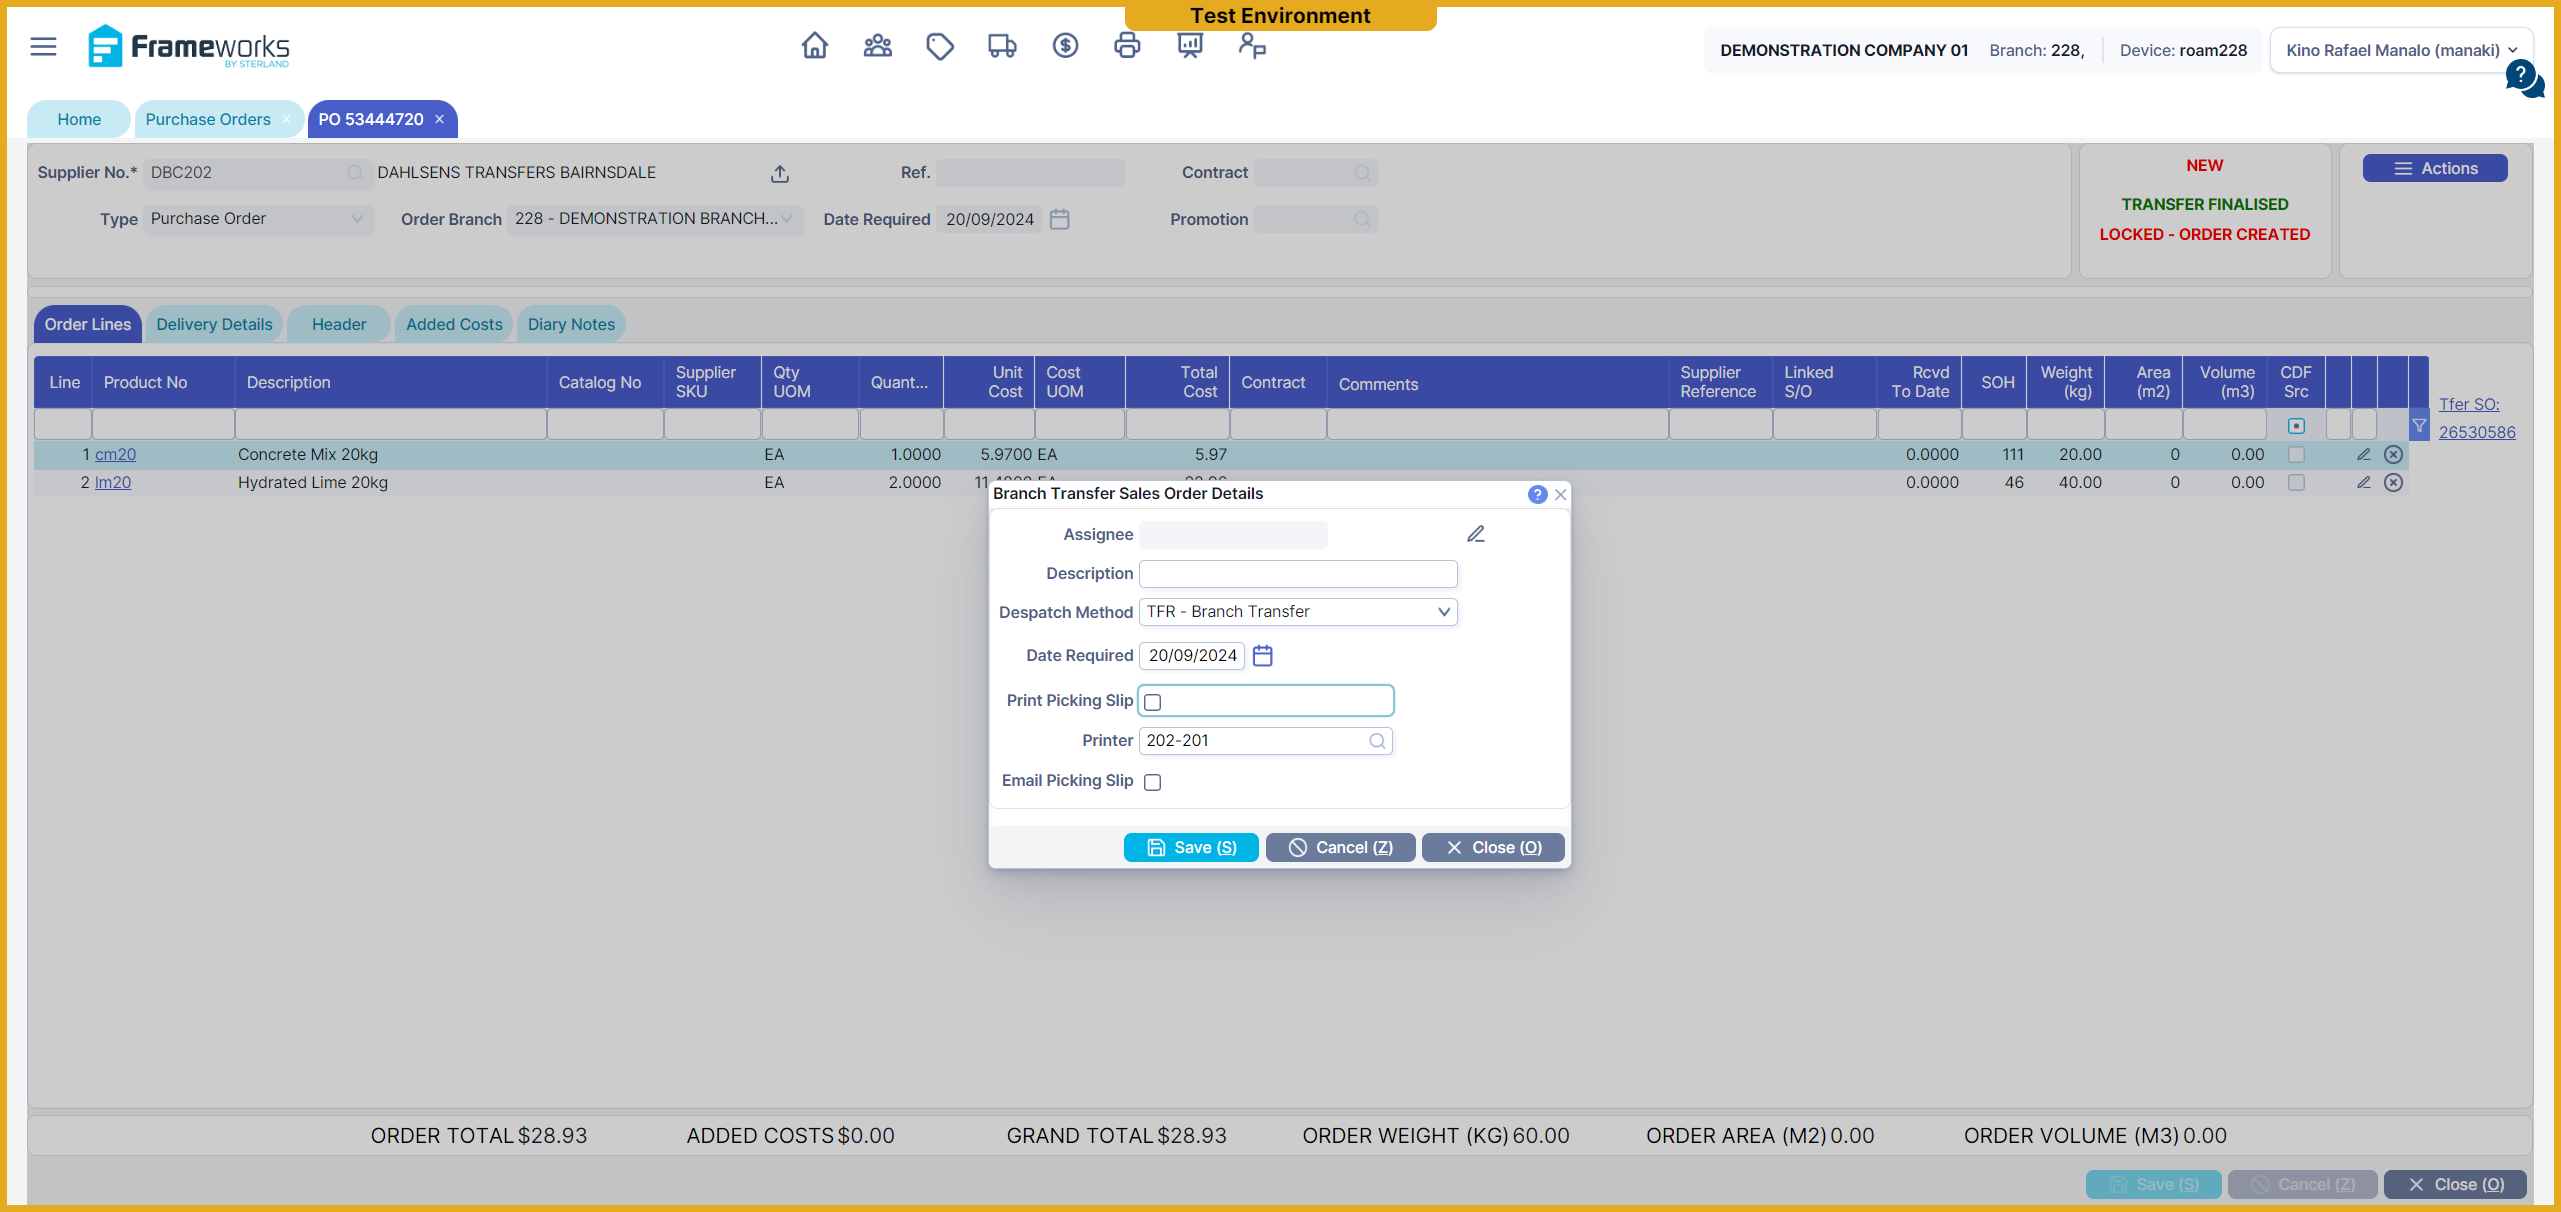 Test Environment
Frameworks
BY STERLAND
DEMONSTRATION COMPANY 01 Branch: 228, Device: roam228 Kino Rafael Manalo (manaki)
?
Home Purchase Orders × PO 53444720 ×
Supplier No.* DBC202 DAHLSENS TRANSFERS BAIRNSDALE Ref. Contract
Type Purchase Order Order Branch 228 - DEMONSTRATION BRANCH... Date Required 20/09/2024 Promotion
NEW
TRANSFER FINALISED
LOCKED - ORDER CREATED
Actions
Order Lines Delivery Details Header Added Costs Diary Notes
Line Product No Description Catalog No Supplier SKU Qty UOM Quant... Unit Cost Cost UOM Total Cost Contract Comments Supplier Reference Linked S/O Rcvd To Date SOH Weight (kg) Area (m2) Volume (m3) CDF Src
Tfer SO:
26530586
1 cm20 Concrete Mix 20kg EA 1.0000 5.9700 EA 5.97 0.0000 111 20.00 0 0.00
2 lm20 Hydrated Lime 20kg EA 2.0000 0.0000 46 40.00 0 0.00
Branch Transfer Sales Order Details ?
Assignee
Description
Despatch Method TFR - Branch Transfer
Date Required 20/09/2024
Print Picking Slip
Printer 202-201
Email Picking Slip
Save (S) Cancel (Z) Close (O)
ORDER TOTAL $28.93 ADDED COSTS $0.00 GRAND TOTAL $28.93 ORDER WEIGHT (KG) 60.00 ORDER AREA (M2) 0.00 ORDER VOLUME (M3) 0.00
Save (S) Cancel (Z) Close (O)